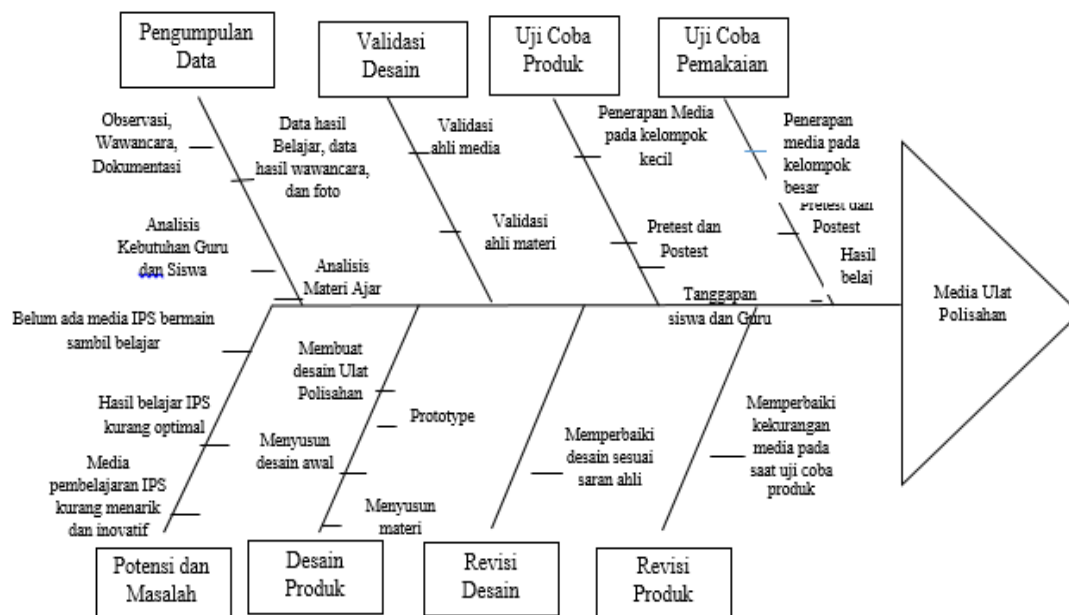 Pengumpulan
Data
Validasi
Desain
Uji Coba
Produk
Uji Coba
Pemakaian
Observasi,
Wawancara,
Dokumentasi
Data hasil
Belajar, data
hasil wawancara,
dan foto
Analisis
Kebutuhan Guru
dan Siswa
Analisis
Materi Ajar
Validasi
ahli media
Validasi
ahli materi
Penerapan Media
pada kelompok
kecil
Pretest dan
Postest
Tanggapan
siswa dan Guru
Penerapan
media pada
kelompok
besar
Pretest dan
Postest
Hasil
belaj
Media Ulat
Polisahan
Belum ada media IPS bermain
sambil belajar
Hasil belajar IPS
kurang optimal
Media
pembelajaran IPS
kurang menarik
dan inovatif
Membuat
desain Ulat
Polisahan
Prototype
Menyusun
desain awal
Menyusun
materi
Memperbaiki
desain sesuai
saran ahli
Memperbaiki
kekurangan
media pada
saat uji coba
produk
Potensi dan
Masalah
Desain
Produk
Revisi
Desain
Revisi
Produk